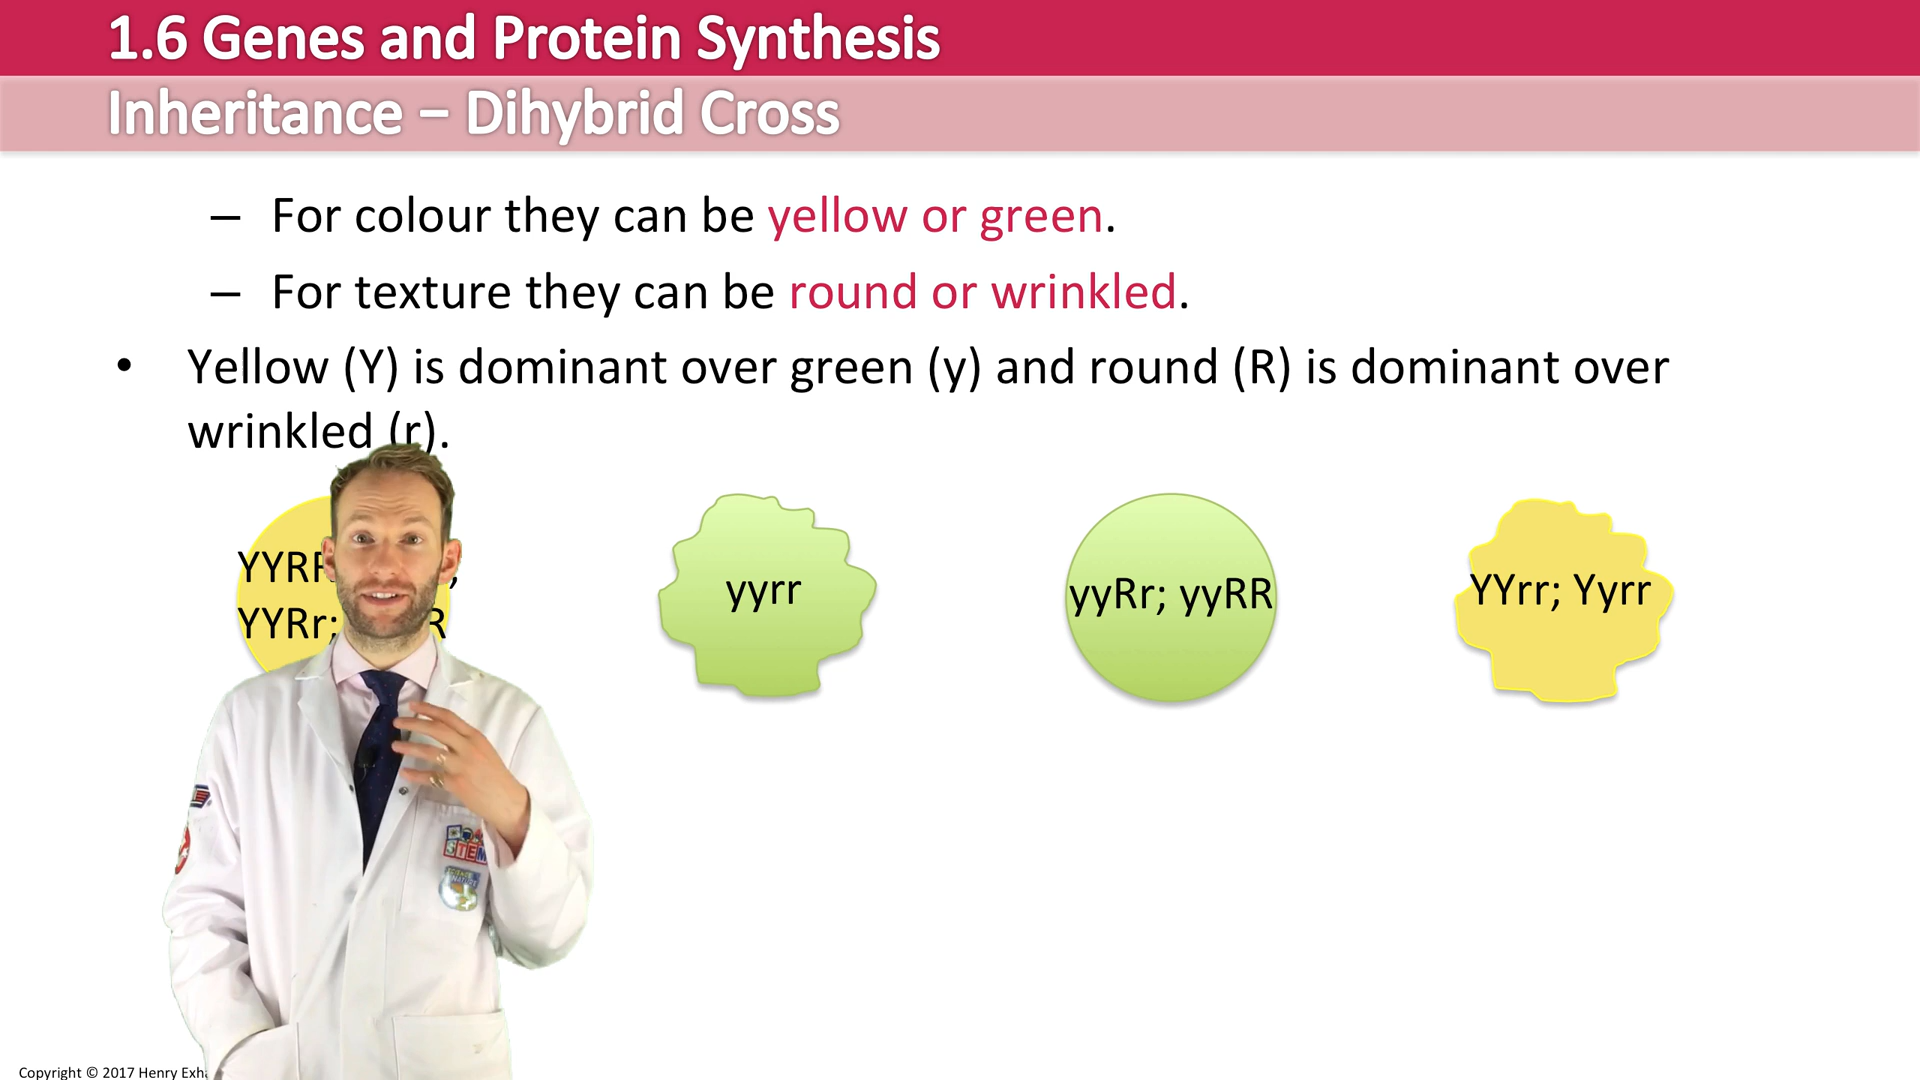 1.6 Genes and Protein Synthesis
Inheritance – Dihybrid Cross
– For colour they can be yellow or green.
– For texture they can be round or wrinkled.
• Yellow (Y) is dominant over green (y) and round (R) is dominant over
wrinkled (r).
YYRr;
yyrr
yyRr; yyRR
YYrr; Yyrr
STEM
Copyright © 2017 Henry